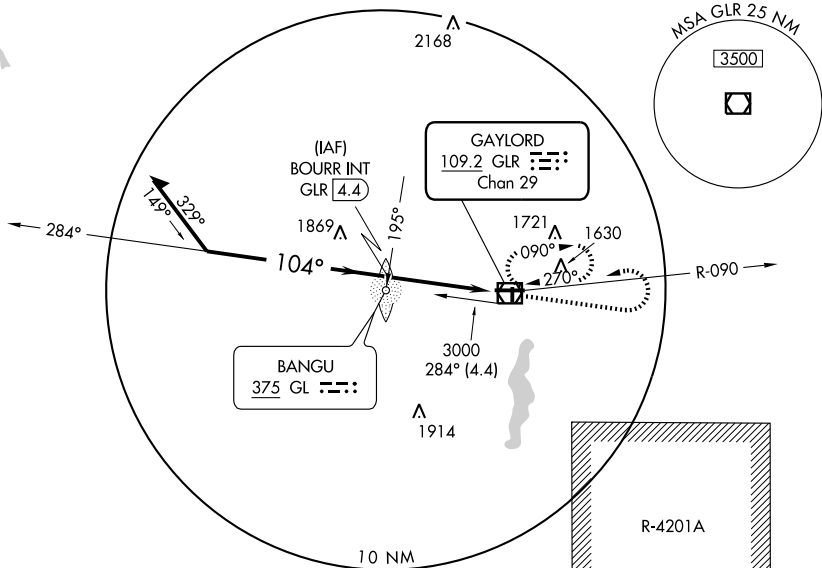 2168
MSA GLR 25 NM
3500
(IAF)
BOURR INT
GLR 4.4
GAYLORD
109.2 GLR
Chan 29
149°
329°
284°
1869
195°
1721
1630
090°
270°
104°
R-090
3000
284° (4.4)
BANGU
375 GL
1914
R-4201A
10 NM